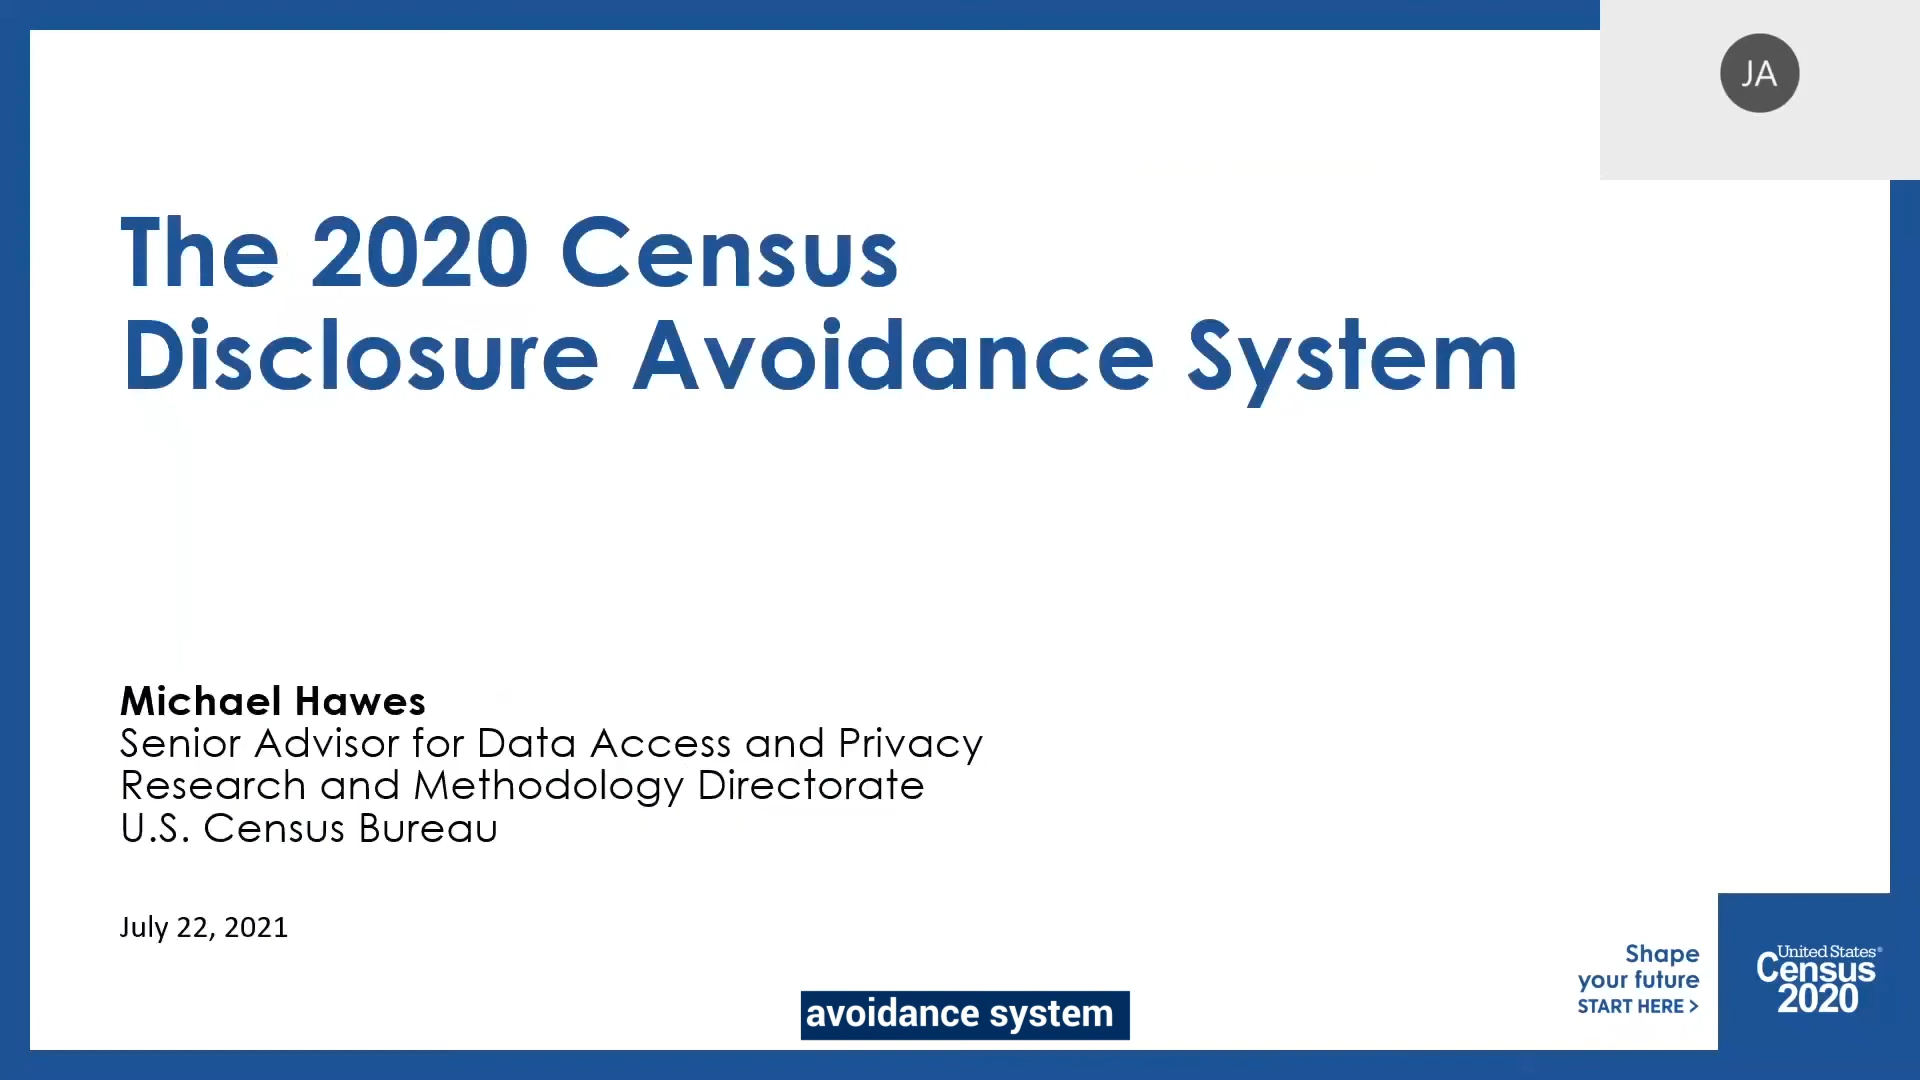 JA
The 2020 Census
Disclosure Avoidance System
Michael Hawes
Senior Advisor for Data Access and Privacy
Research and Methodology Directorate
U.S. Census Bureau
July 22, 2021
Shape
your future
START HERE >
United States®
Census
2020
avoidance system